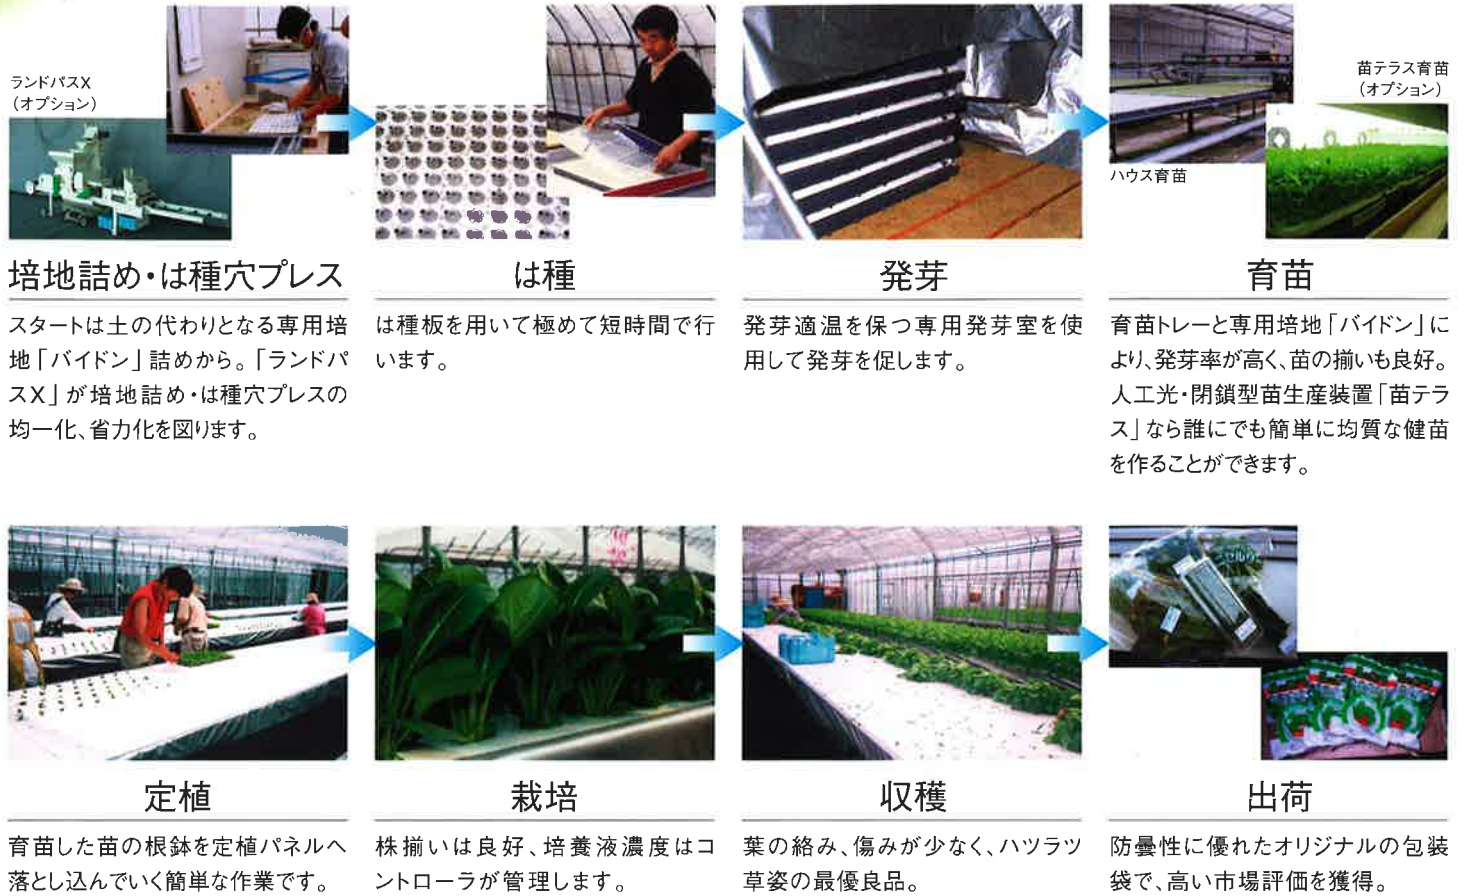 ランドパスX
（オプション）
培地詰め・は種穴プレス
スタートは土の代わりとなる専用培
地「バイドン」詰めから。「ランドパ
スX」が培地詰め・は種穴プレスの
均一化、省力化を図ります。
は種
は種板を用いて極めて短時間で行
います。
発芽
発芽適温を保つ専用発芽室を使
用して発芽を促します。
苗テラス育苗
（オプション）
ハウス育苗
育苗
育苗トレーと専用培地「バイドン」に
より、発芽率が高く、苗の揃いも良好。
人工光・閉鎖型苗生産装置「苗テラ
ス」なら誰にでも簡単に均質な健苗
を作ることができます。
定植
育苗した苗の根鉢を定植パネルへ
落とし込んでいく簡単な作業です。
栽培
株揃いは良好、培養液濃度はコ
ントローラが管理します。
収穫
葉の絡み、傷みが少なく、ハツラツ
草姿の最優良品。
出荷
防曇性に優れたオリジナルの包装
袋で、高い市場評価を獲得。